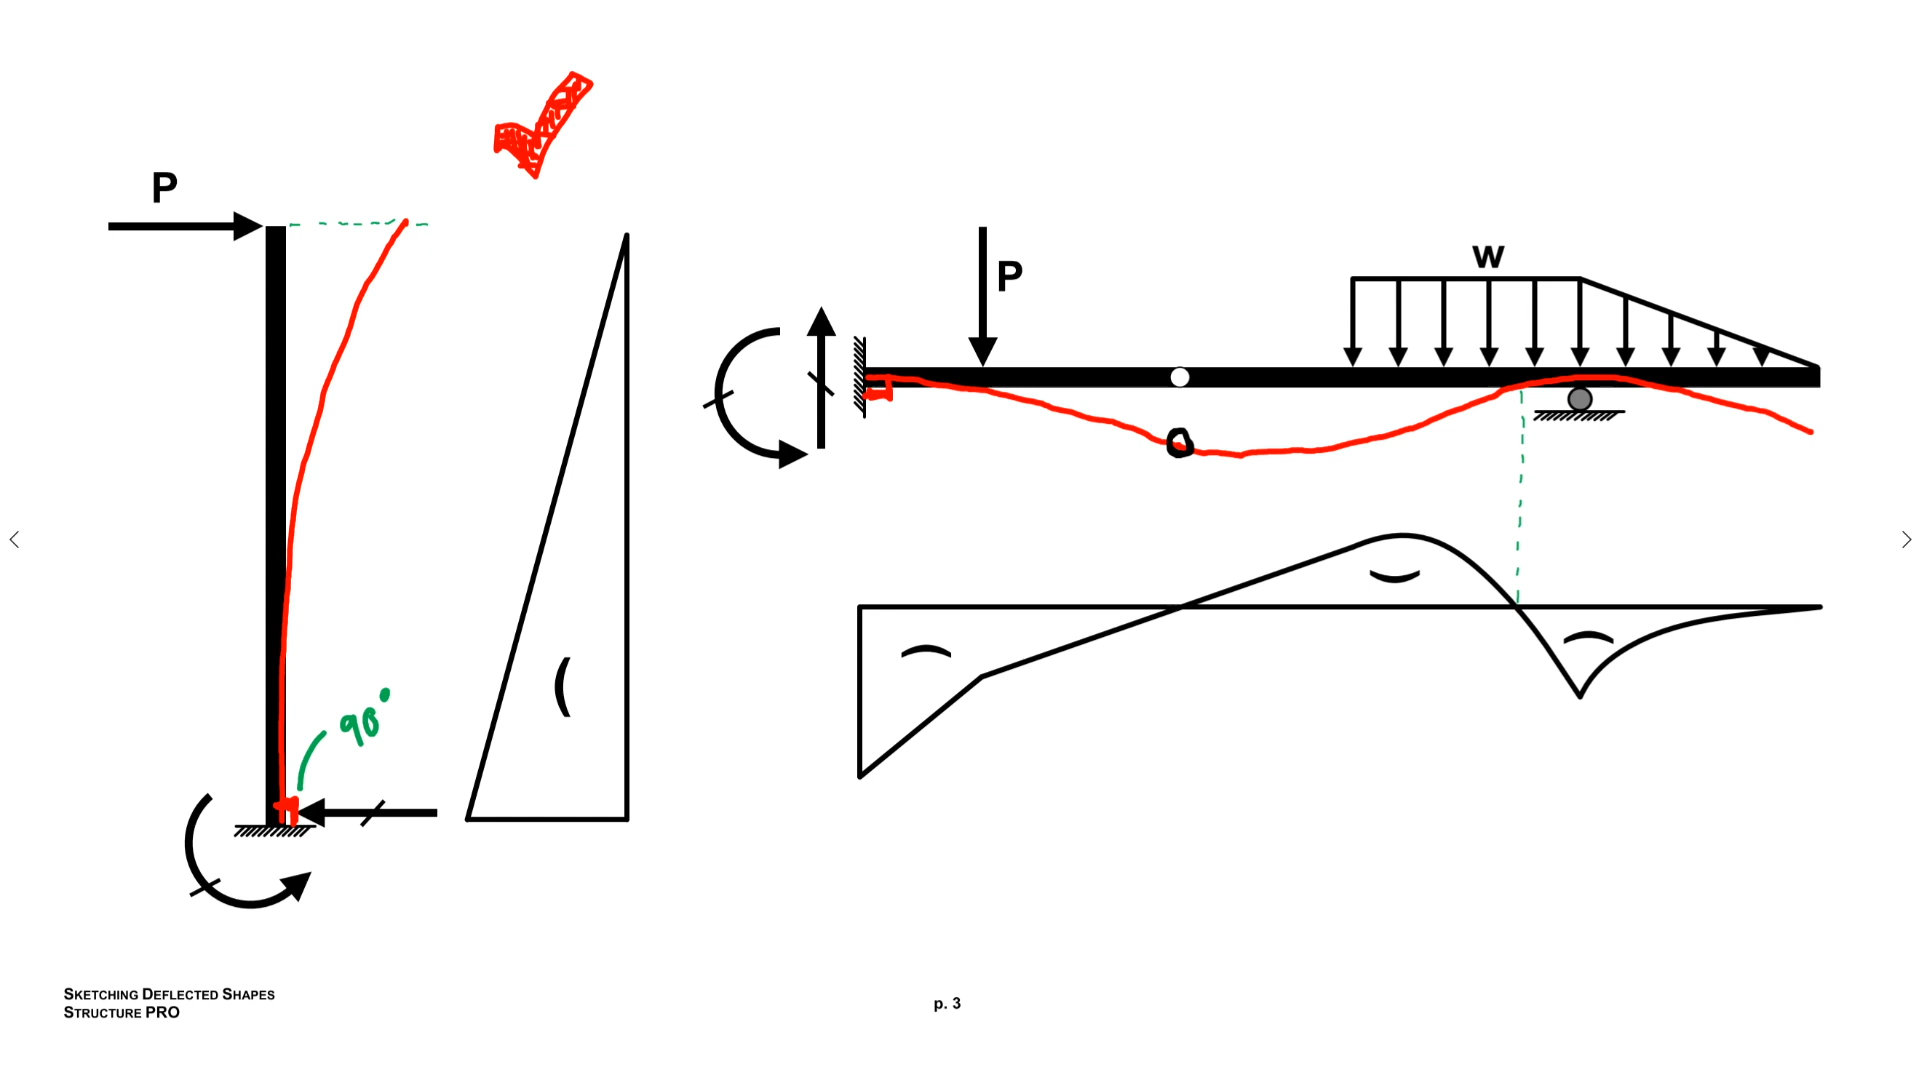 P
P
w
90°
SKETCHING DEFLECTED SHAPES
STRUCTURE PRO
p. 3